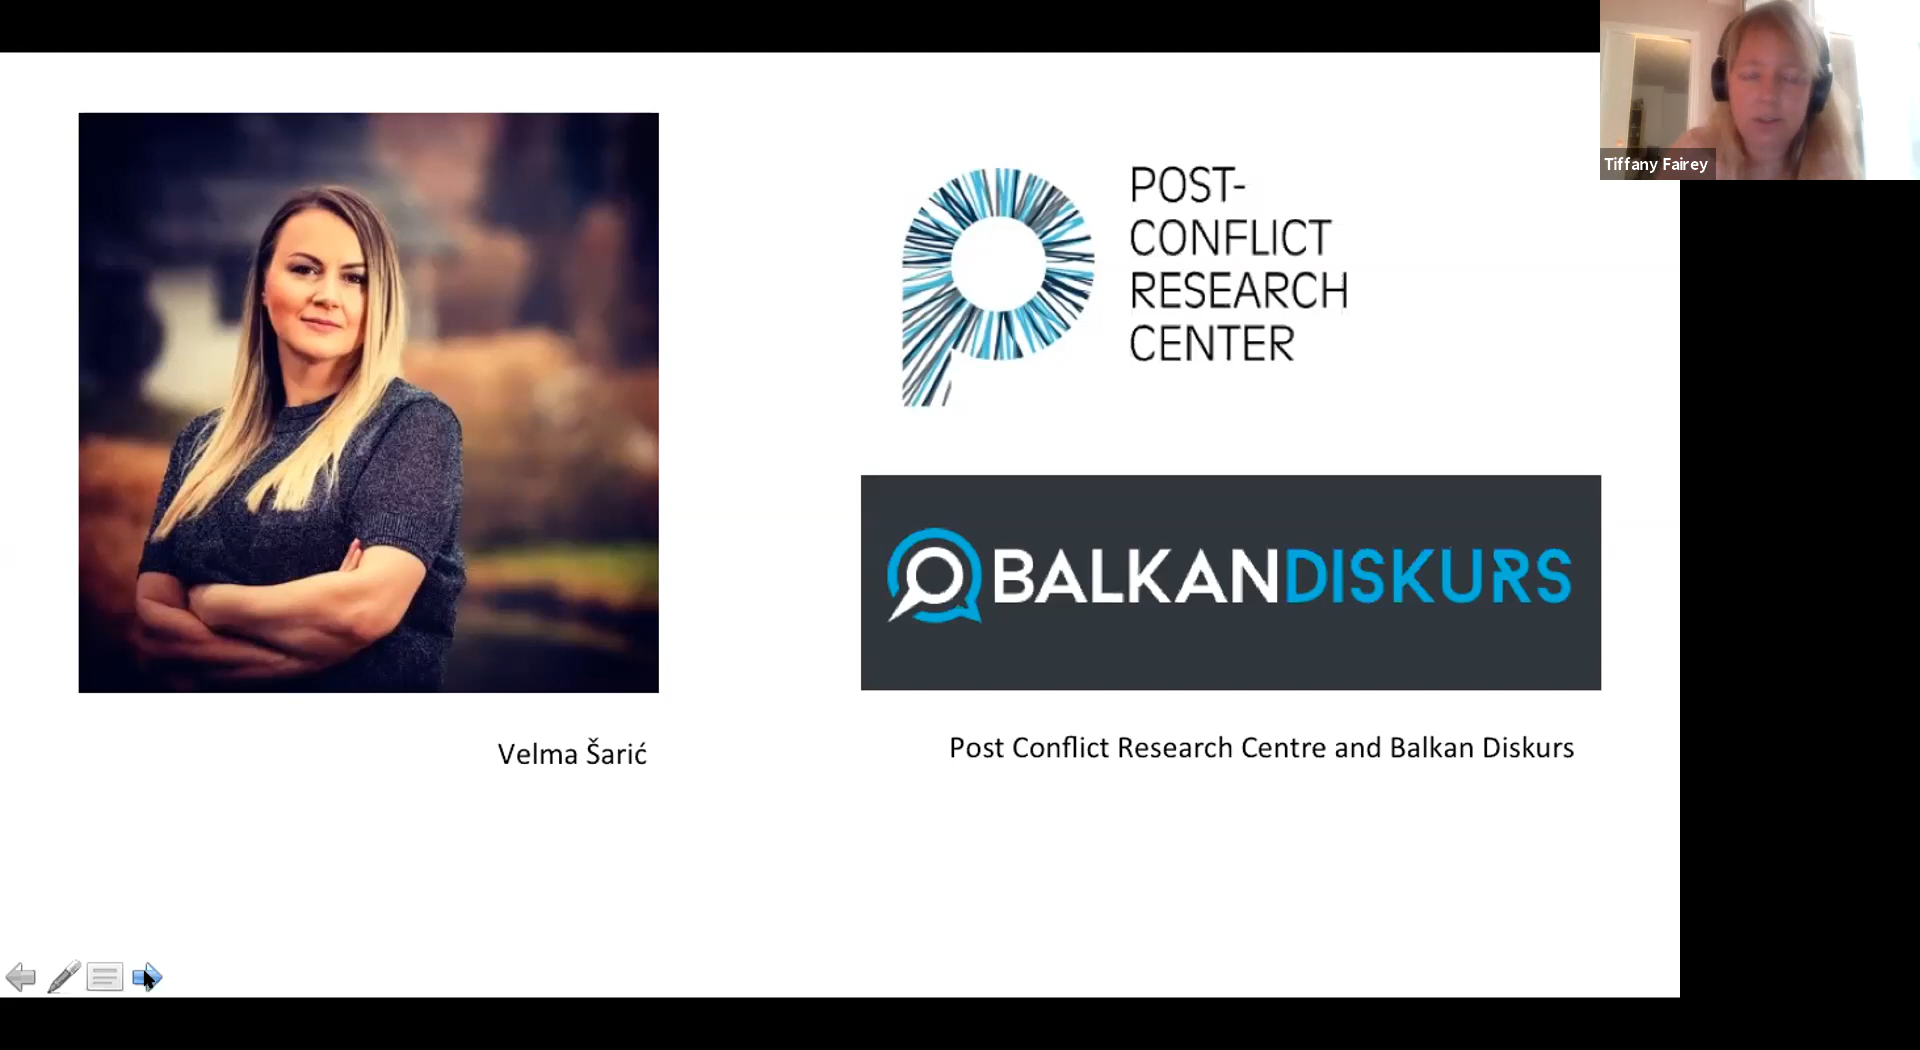 Tiffany Fairey
POST-
CONFLICT
RESEARCH
CENTER
BALKANDISKURS
Velma Šarić
Post Conflict Research Centre and Balkan Diskurs